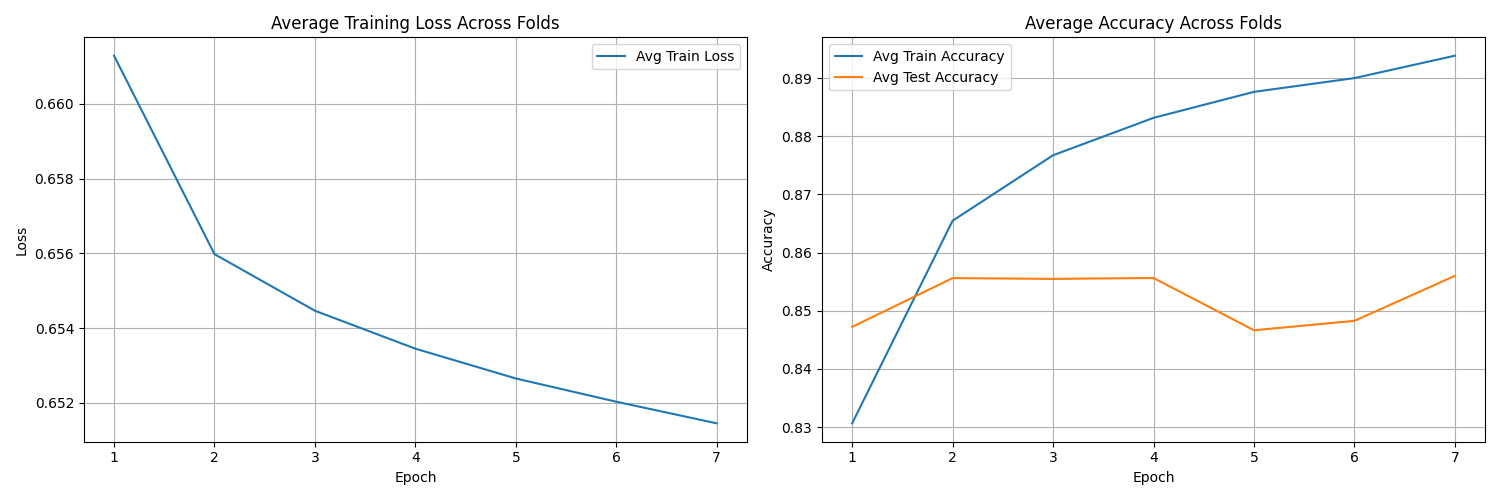 Average Training Loss Across Folds
Avg Train Loss
0.660
0.658
0.656
0.654
0.652
Loss
1 2 3 4 5 6 7
Epoch
Average Accuracy Across Folds
Avg Train Accuracy
Avg Test Accuracy
0.89
0.88
0.87
0.86
0.85
0.84
0.83
Accuracy
1 2 3 4 5 6 7
Epoch